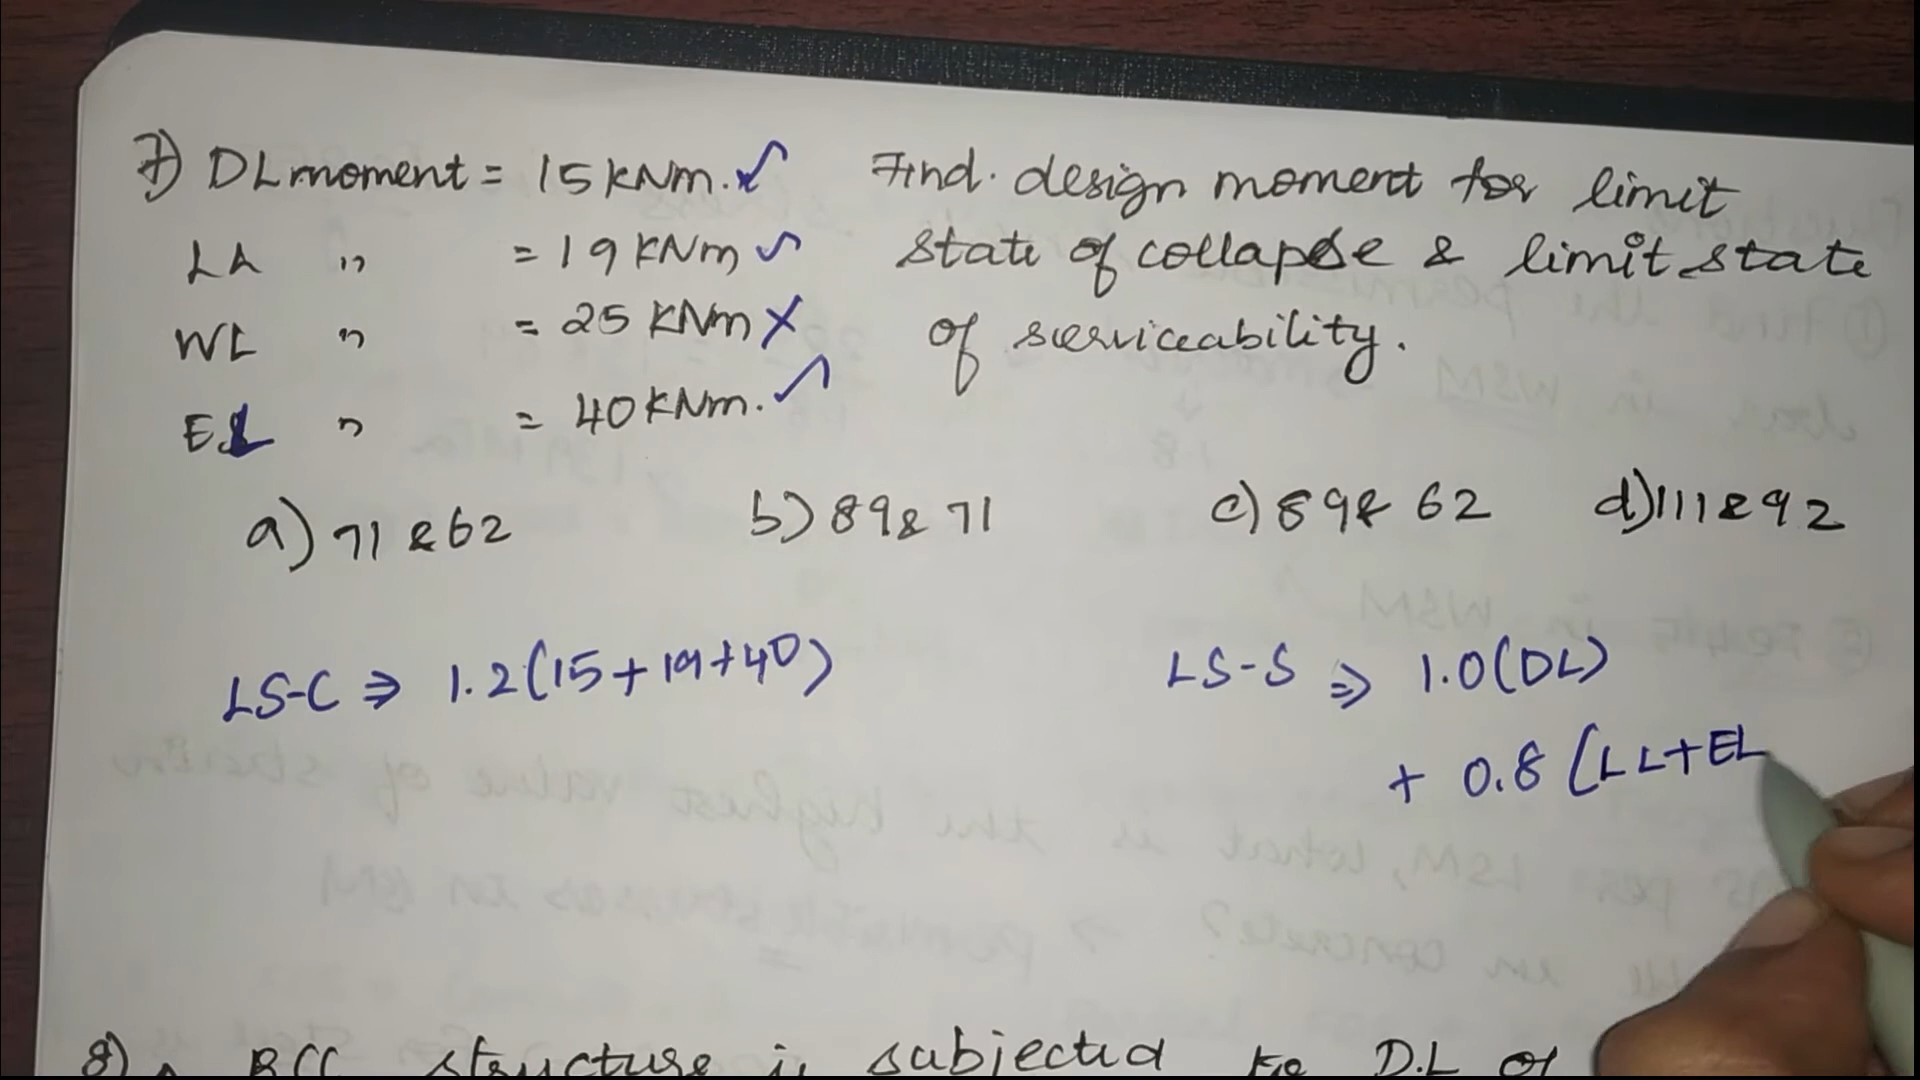 7) DL moment = 15 kNm. Find. design moment for limit
LL " = 19 kNm state of collapse & limit state
WL " = 25 kNm X of serviceability.
EL " = 40 kNm.
a) 71 & 62 b) 89 & 71 c) 89 & 62 d) 111 & 92
LS-C ⇒ 1.2(15+19+40) LS-S ⇒ 1.0(DL)
+ 0.8 (LL+EL
8) RCC structure is subjected to D.L of